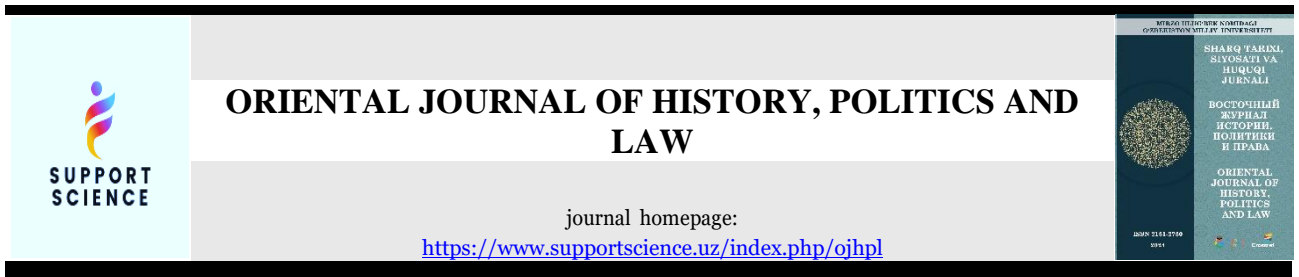 SUPPORT
SCIENCE
ORIENTAL JOURNAL OF HISTORY, POLITICS AND
LAW
journal homepage:
https://www.supportscience.uz/index.php/ojhpl
SHARQ TARIXI,
SIYOSATI VA
HUQUQI
JURNALI
ВОСТОЧНЫЙ
ЖУРНАЛ
ИСТОРИИ,
ПОЛИТИКИ
И ПРАВА
ORIENTAL
JOURNAL OF
HISTORY,
POLITICS
AND LAW